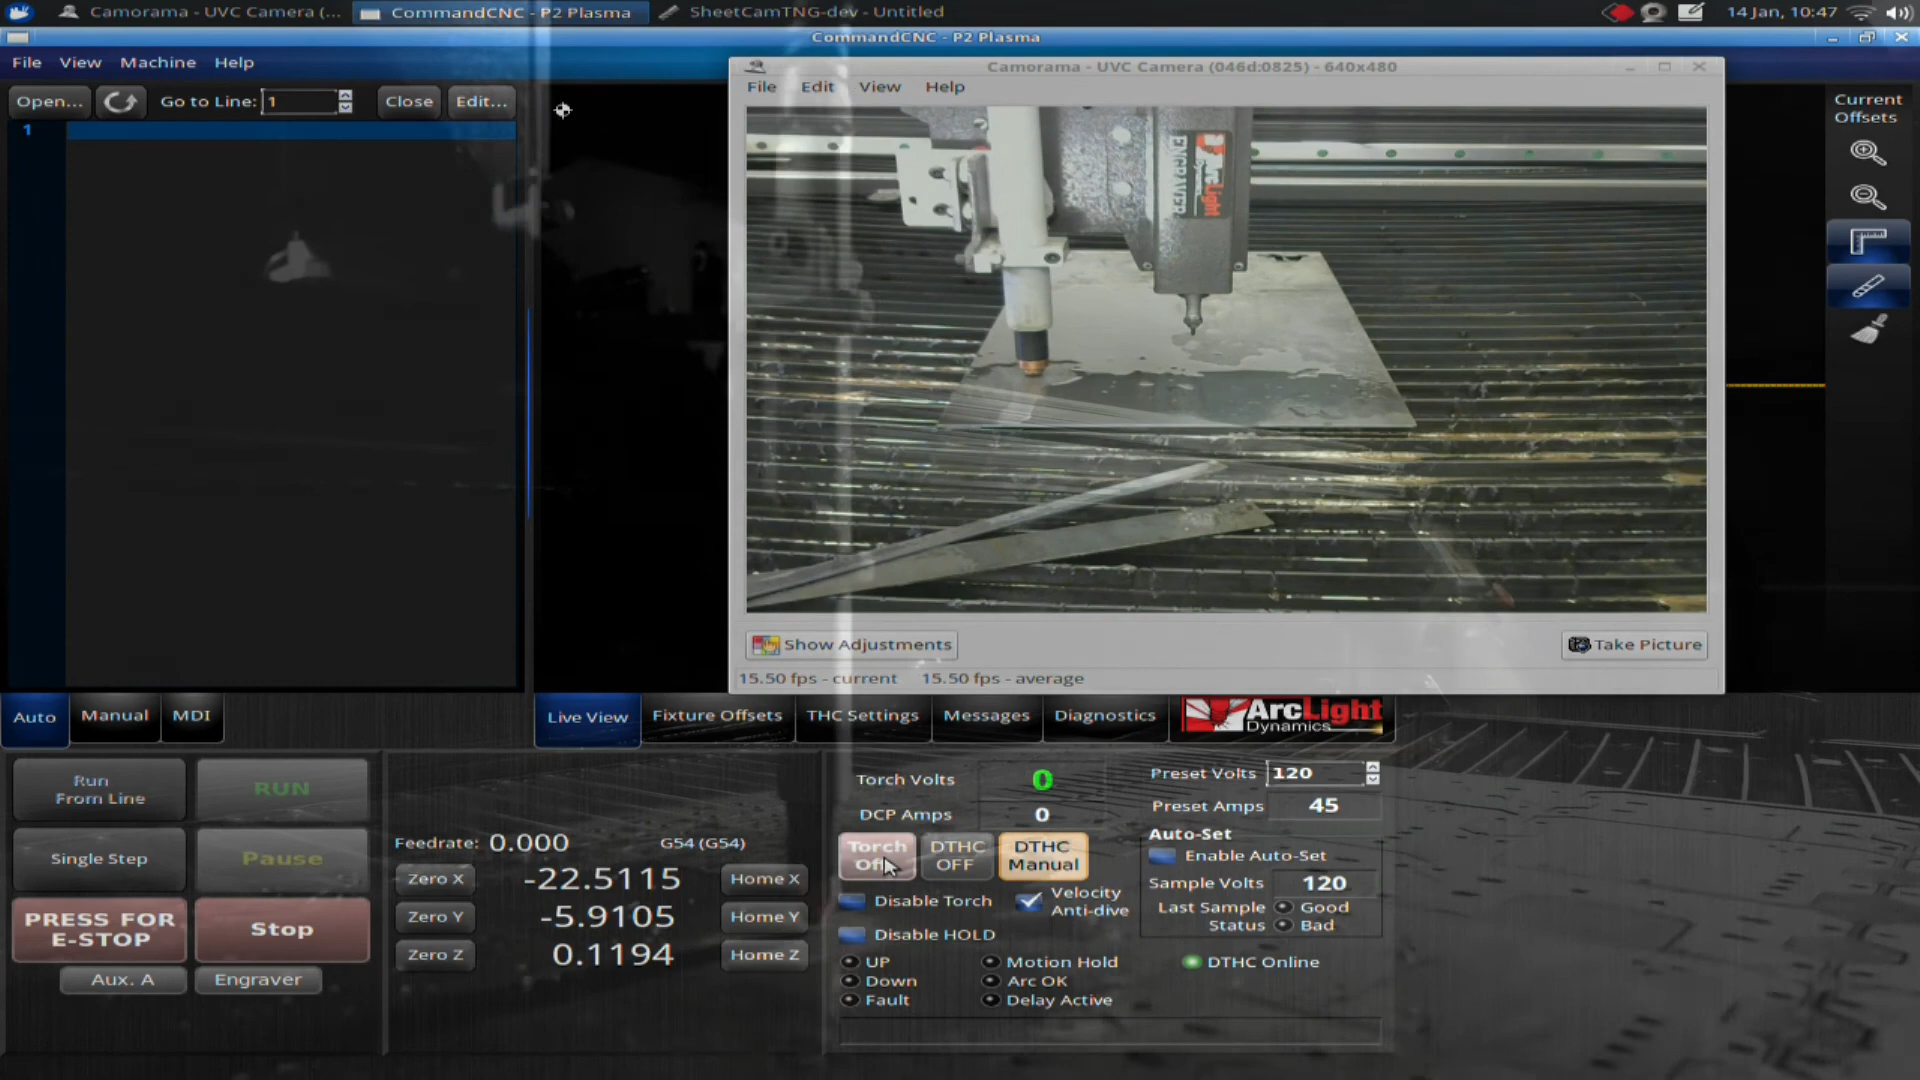 Camorama - UVC Camera (...
CommandCNC - P2 Plasma
SheetCamTNG-dev - Untitled
14 Jan, 10:47
CommandCNC - P2 Plasma
File View Machine Help
Open...
Go to Line: 1
Close
Edit...
1
Camorama - UVC Camera (046d:0825) - 640x480
File Edit View Help
ArcLight
Dynamics
ENGRAVER
Show Adjustments
Take Picture
15.50 fps - current 15.50 fps - average
Current
Offsets
Auto Manual MDI
Live View Fixture Offsets THC Settings Messages Diagnostics
ArcLight
Dynamics
Run
From Line
RUN
Single Step
Pause
PRESS FOR
E-STOP
Stop
Aux. A
Engraver
Feedrate: 0.000 G54 (G54)
Zero X -22.5115 Home X
Zero Y -5.9105 Home Y
Zero Z 0.1194 Home Z
Torch Volts 0
DCP Amps 0
Torch
Off
DTHC
OFF
DTHC
Manual
Disable Torch
Velocity
Anti-dive
Disable HOLD
UP
Down
Fault
Motion Hold
Arc OK
Delay Active
Preset Volts 120
Preset Amps 45
Auto-Set
Enable Auto-Set
Sample Volts 120
Last Sample
Status
Good
Bad
DTHC Online